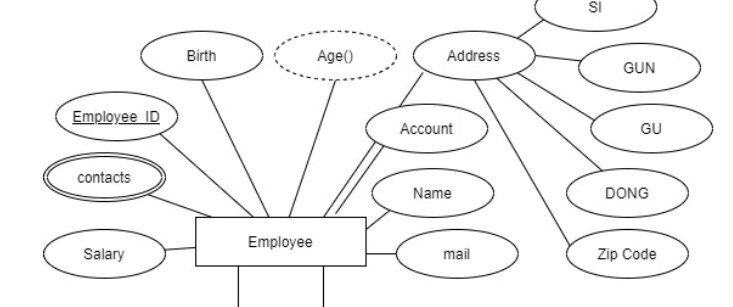 SI
Birth
Age()
Address
GUN
Employee_ID
Account
GU
contacts
Name
DONG
Employee
Salary
mail
Zip Code